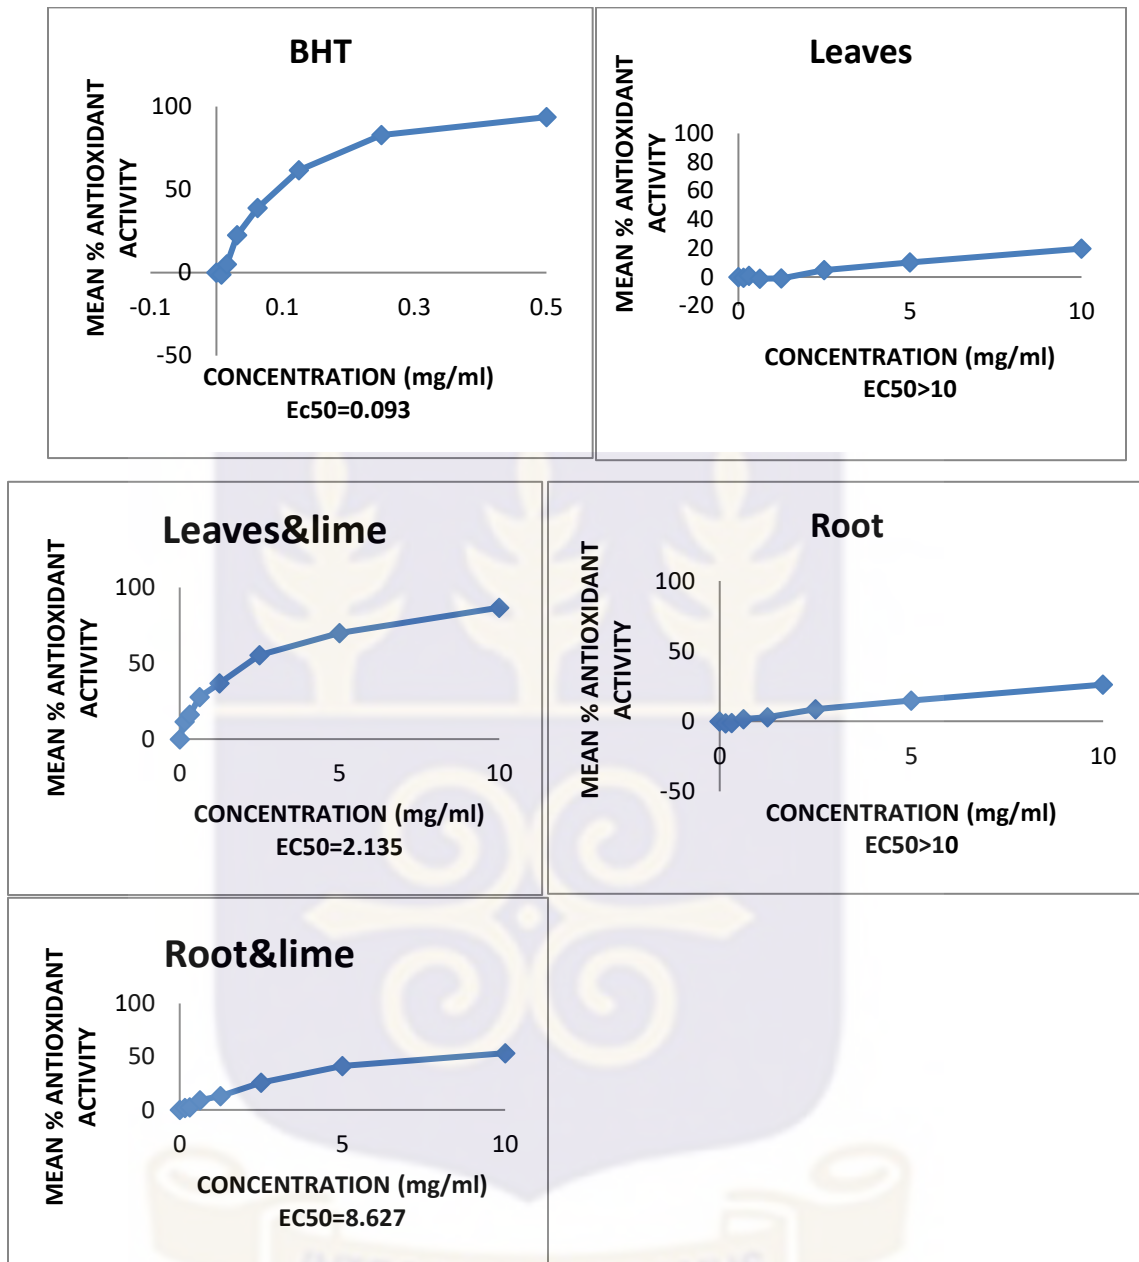 BHT
MEAN % ANTIOXIDANT
ACTIVITY
100
50
0
-50
-0.1
0.1
0.3
0.5
CONCENTRATION (mg/ml)
Ec50=0.093
Leaves
MEAN % ANTIOXIDANT
ACTIVITY
100
80
60
40
20
0
-20
0
5
10
CONCENTRATION (mg/ml)
EC50>10
Leaves&lime
MEAN % ANTIOXIDANT
ACTIVITY
100
50
0
0
5
10
CONCENTRATION (mg/ml)
EC50=2.135
Root
MEAN % ANTIOXIDANT
ACTIVITY
100
50
0
-50
0
5
10
CONCENTRATION (mg/ml)
EC50>10
Root&lime
MEAN % ANTIOXIDANT
ACTIVITY
100
50
0
0
5
10
CONCENTRATION (mg/ml)
EC50=8.627